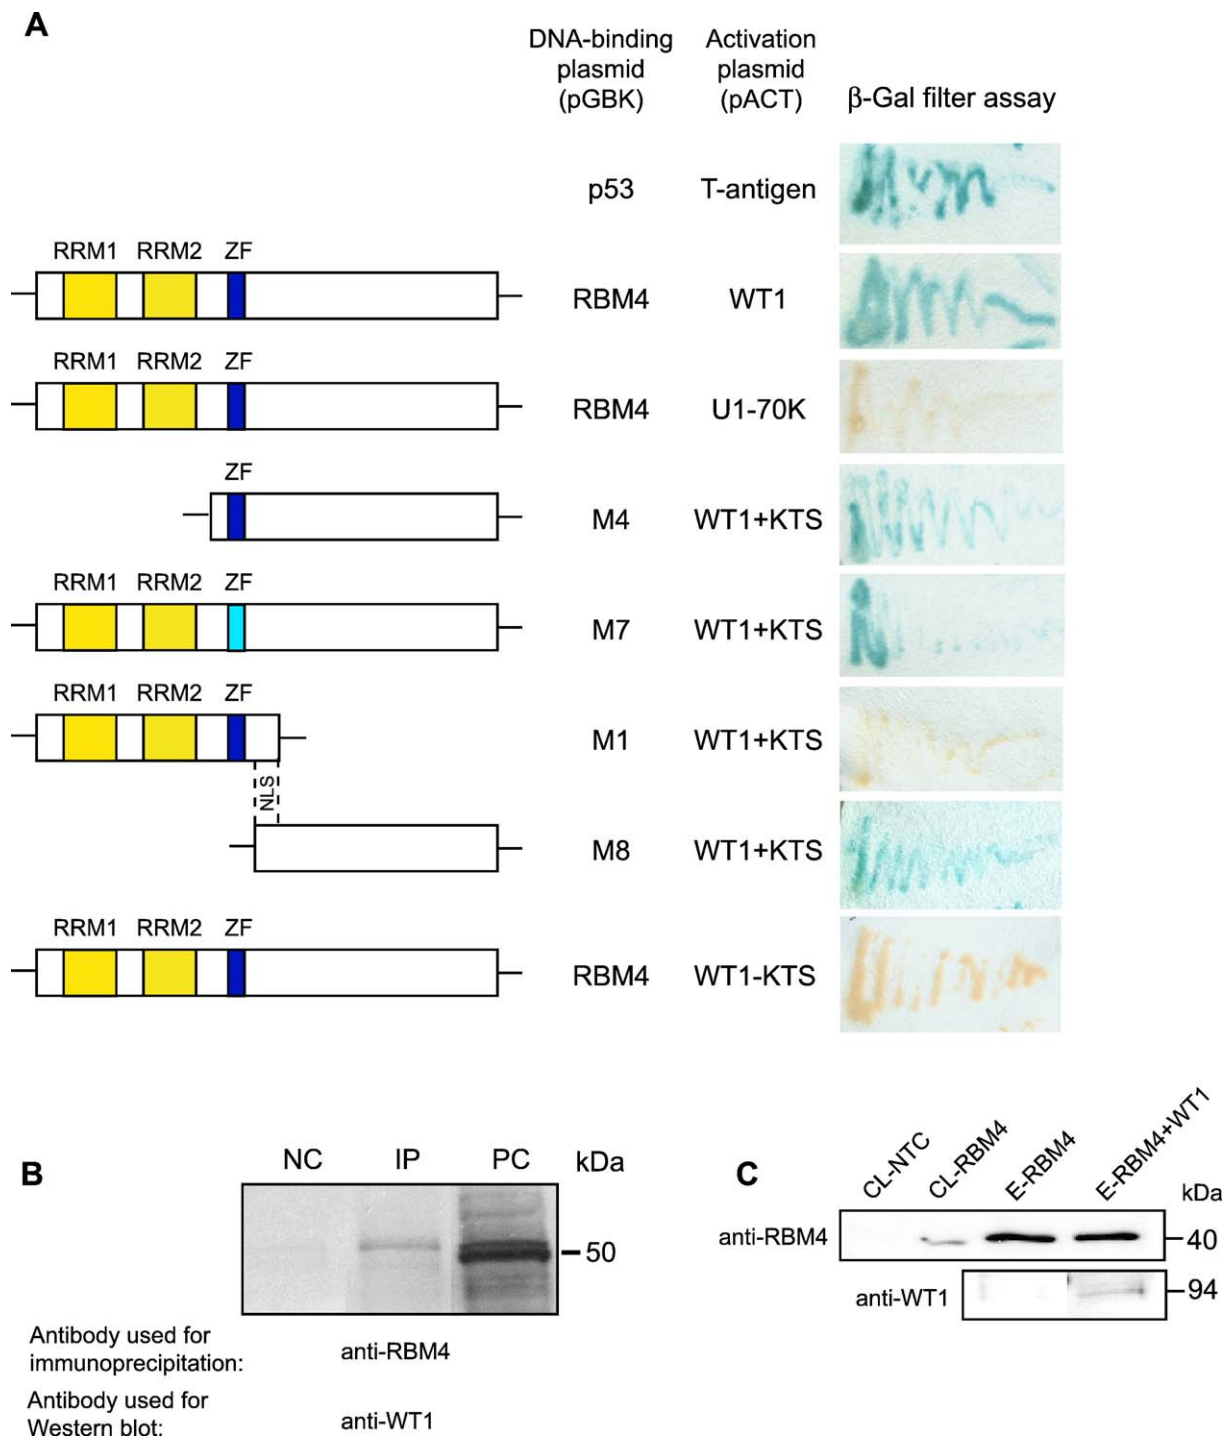 A
DNA-binding plasmid (pGBK)
Activation plasmid (pACT)
β-Gal filter assay
p53 T-antigen
RRM1 RRM2 ZF
RBM4 WT1
RRM1 RRM2 ZF
RBM4 U1-70K
ZF
M4 WT1+KTS
RRM1 RRM2 ZF
M7 WT1+KTS
RRM1 RRM2 ZF
M1 WT1+KTS
NLS
M8 WT1+KTS
RRM1 RRM2 ZF
RBM4 WT1-KTS
B
NC IP PC kDa
50
Antibody used for
immunoprecipitation:
anti-RBM4
Antibody used for
Western blot:
anti-WT1
C
CL-NTC CL-RBM4 E-RBM4 E-RBM4+WT1
kDa
anti-RBM4 40
anti-WT1 94